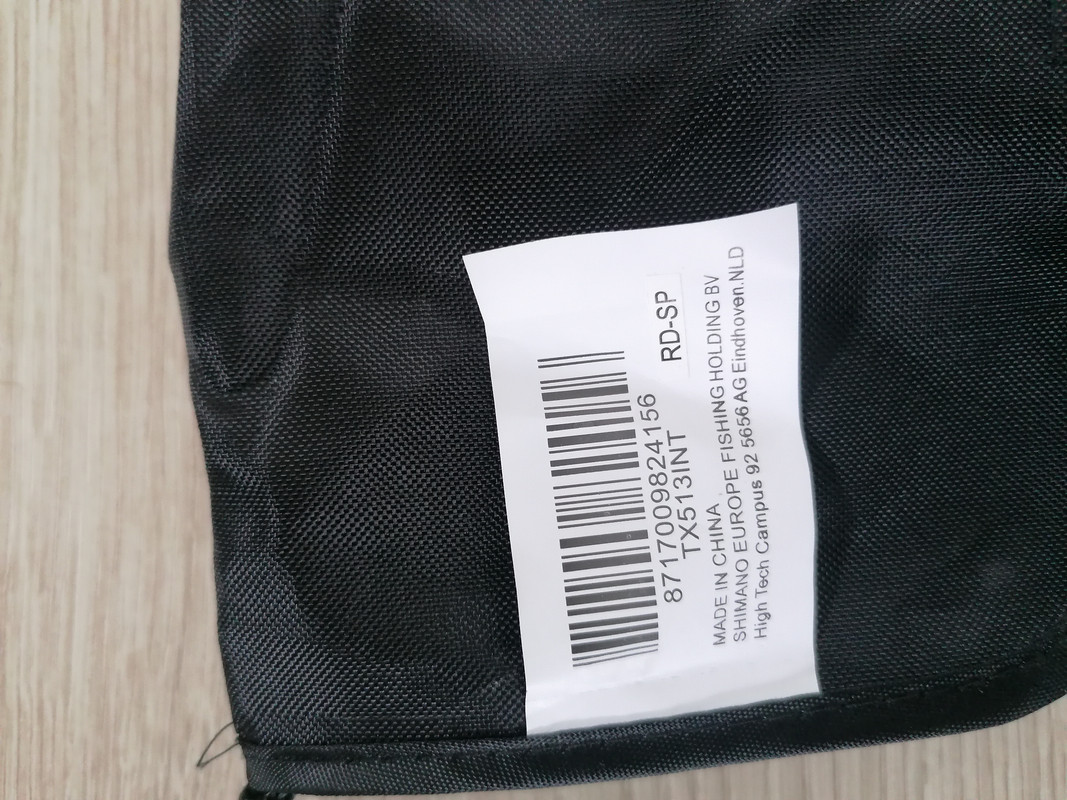 8717009824156
TX513INT
RD-SP
MADE IN CHINA
SHIMANO EUROPE FISHING HOLDING BV
High Tech Campus 92 5656 AG Eindhoven.NLD